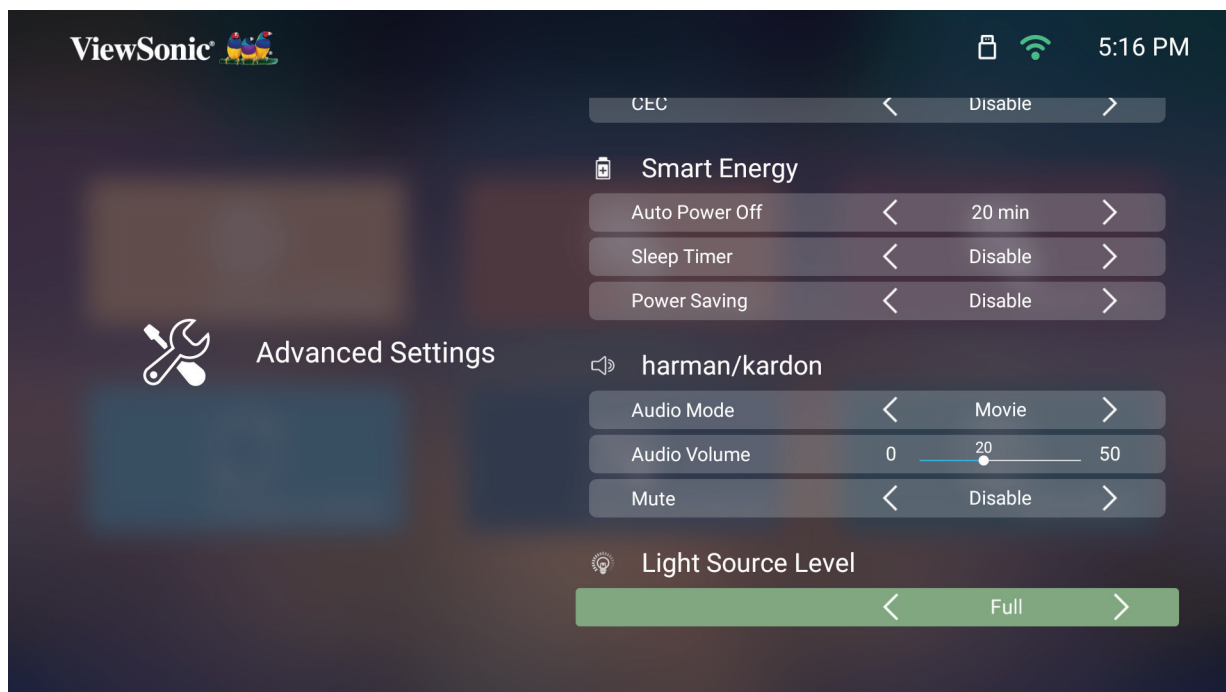 ViewSonic®
5:16 PM
CEC Disable
Smart Energy
Auto Power Off 20 min
Sleep Timer Disable
Power Saving Disable
Advanced Settings
harman/kardon
Audio Mode Movie
Audio Volume 0 20 50
Mute Disable
Light Source Level
Full